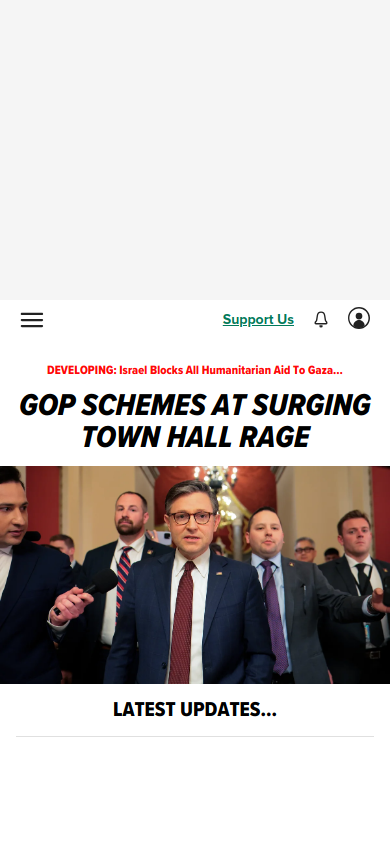 Support Us
DEVELOPING: Israel Blocks All Humanitarian Aid To Gaza...
GOP SCHEMES AT SURGING
TOWN HALL RAGE
LATEST UPDATES...